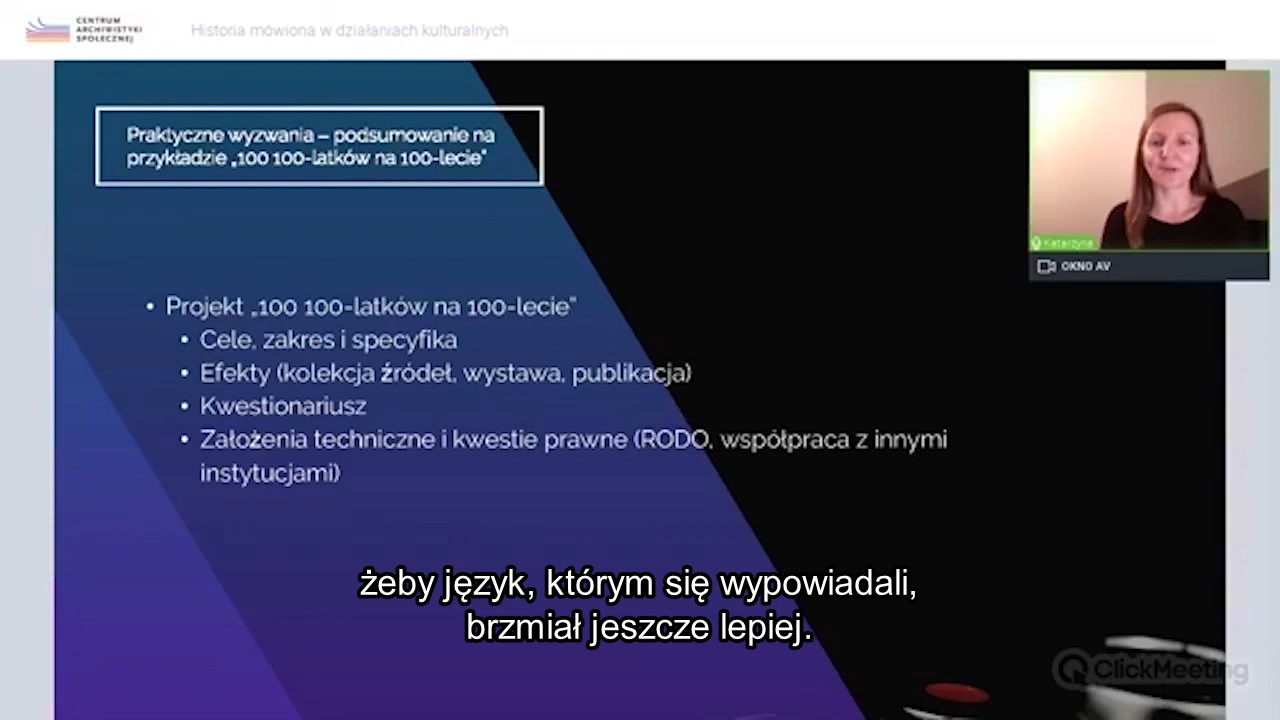 CENTRUM
ARCHIWISTYKI
SPOŁECZNEJ
Historia mówiona w działaniach kulturalnych
Praktyczne wyzwania – podsumowanie na
przykładzie „100 100-latków na 100-lecie”
Katarzyna
OKNO AV
• Projekt „100 100-latków na 100-lecie”
• Cele, zakres i specyfika
• Efekty (kolekcja źródeł, wystawa, publikacja)
• Kwestionariusz
• Założenia techniczne i kwestie prawne (RODO, współpraca z innymi
instytucjami)
żeby język, którym się wypowiadali,
brzmiał jeszcze lepiej.
ClickMeeting